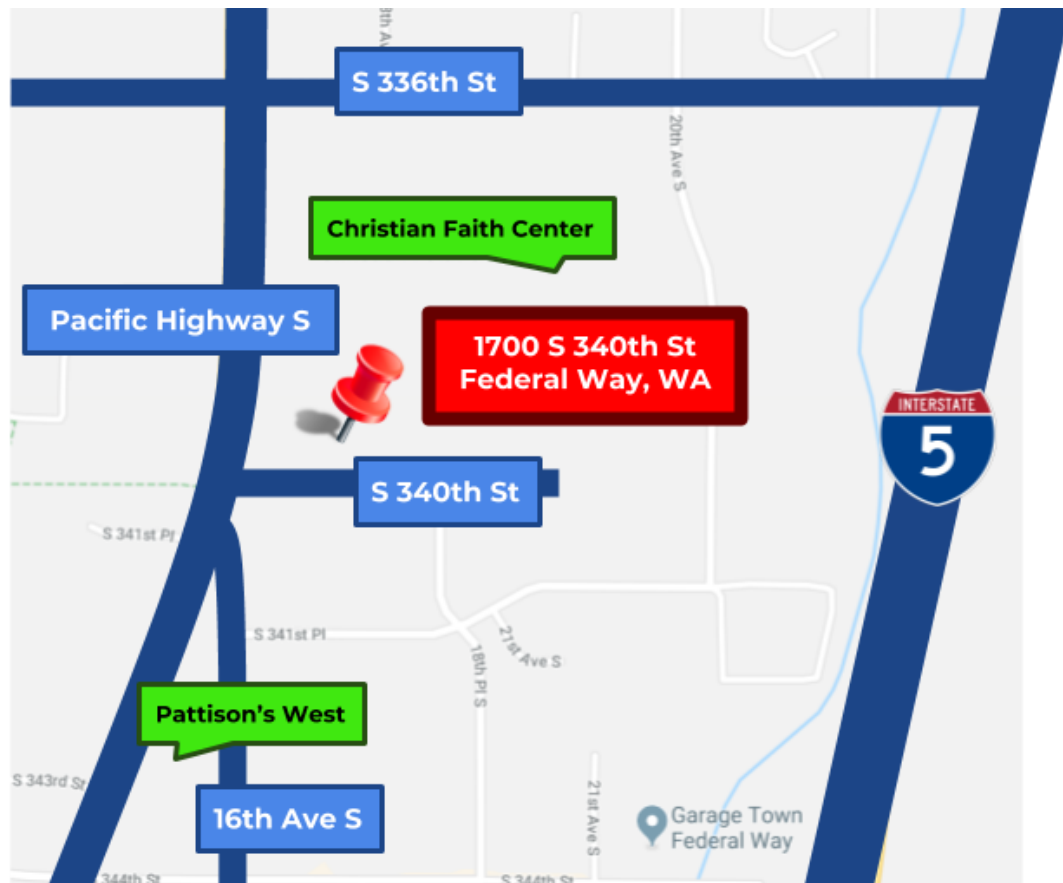 8th Av
S 336th St
20th Ave S
Christian Faith Center
Pacific Highway S
1700 S 340th St
Federal Way, WA
INTERSTATE
5
S 340th St
S 341st Pl
S 341st Pl
21st Ave S
18th Pl S
Pattison's West
S 343rd St
16th Ave S
21st Ave S
Garage Town
Federal Way
344th St
S 344th St